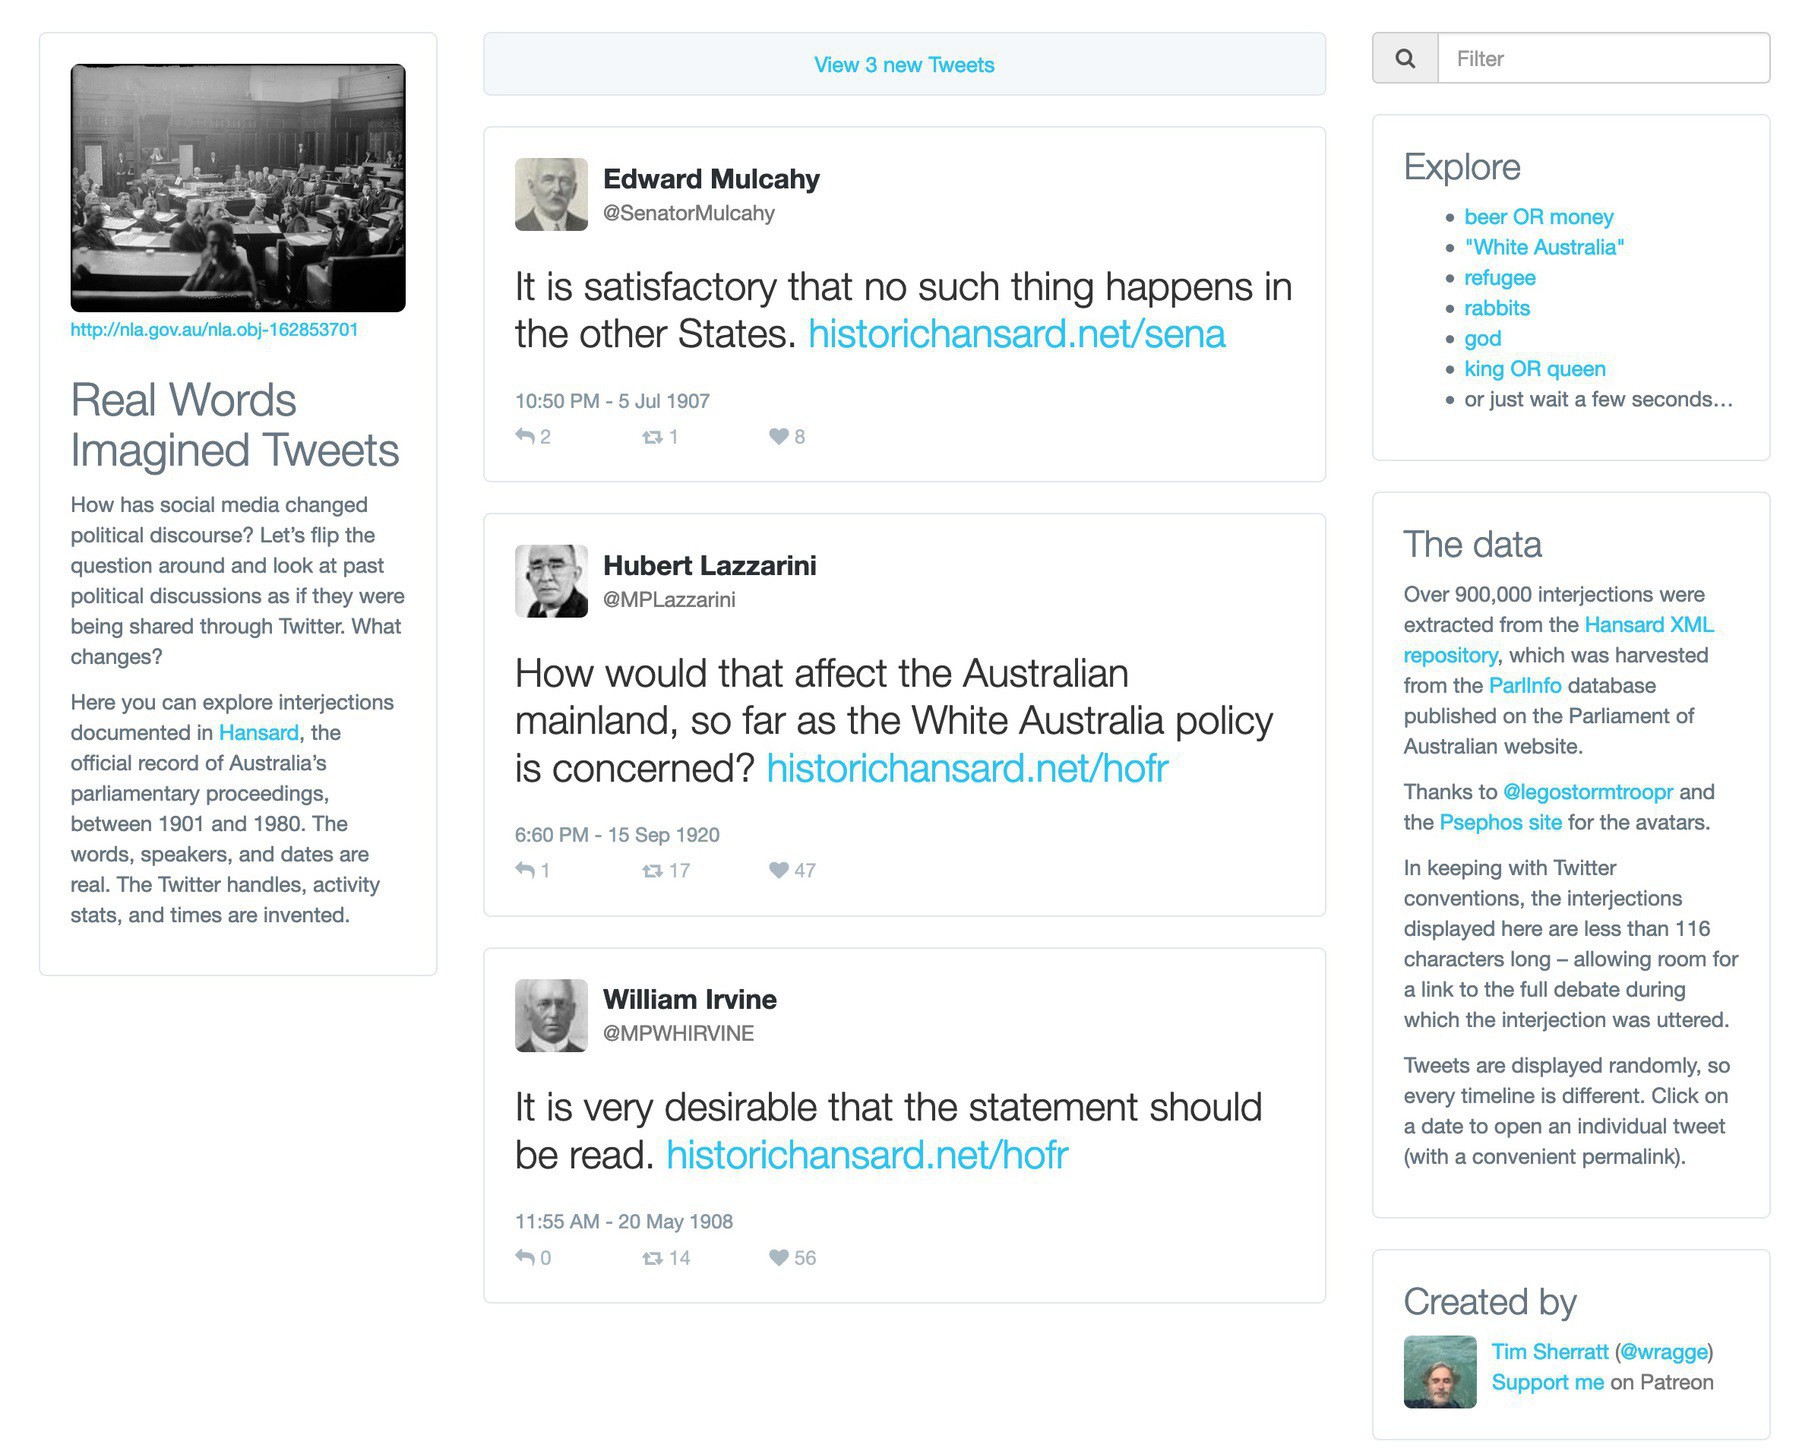 http://nla.gov.au/nla.obj-162853701
Real Words
Imagined Tweets
How has social media changed
political discourse? Let’s flip the
question around and look at past
political discussions as if they were
being shared through Twitter. What
changes?
Here you can explore interjections
documented in Hansard, the
official record of Australia’s
parliamentary proceedings,
between 1901 and 1980. The
words, speakers, and dates are
real. The Twitter handles, activity
stats, and times are invented.
View 3 new Tweets
Edward Mulcahy
@SenatorMulcahy
It is satisfactory that no such thing happens in
the other States. historichansard.net/sena
10:50 PM - 5 Jul 1907
2 1 8
Hubert Lazzarini
@MPLazzarini
How would that affect the Australian
mainland, so far as the White Australia policy
is concerned? historichansard.net/hofr
6:60 PM - 15 Sep 1920
1 17 47
William Irvine
@MPWHIRVINE
It is very desirable that the statement should
be read. historichansard.net/hofr
11:55 AM - 20 May 1908
0 14 56
Filter
Explore
• beer OR money
• "White Australia"
• refugee
• rabbits
• god
• king OR queen
• or just wait a few seconds...
The data
Over 900,000 interjections were
extracted from the Hansard XML
repository, which was harvested
from the ParlInfo database
published on the Parliament of
Australian website.
Thanks to @legostormtroopr and
the Psephos site for the avatars.
In keeping with Twitter
conventions, the interjections
displayed here are less than 116
characters long – allowing room for
a link to the full debate during
which the interjection was uttered.
Tweets are displayed randomly, so
every timeline is different. Click on
a date to open an individual tweet
(with a convenient permalink).
Created by
Tim Sherratt (@wragge)
Support me on Patreon